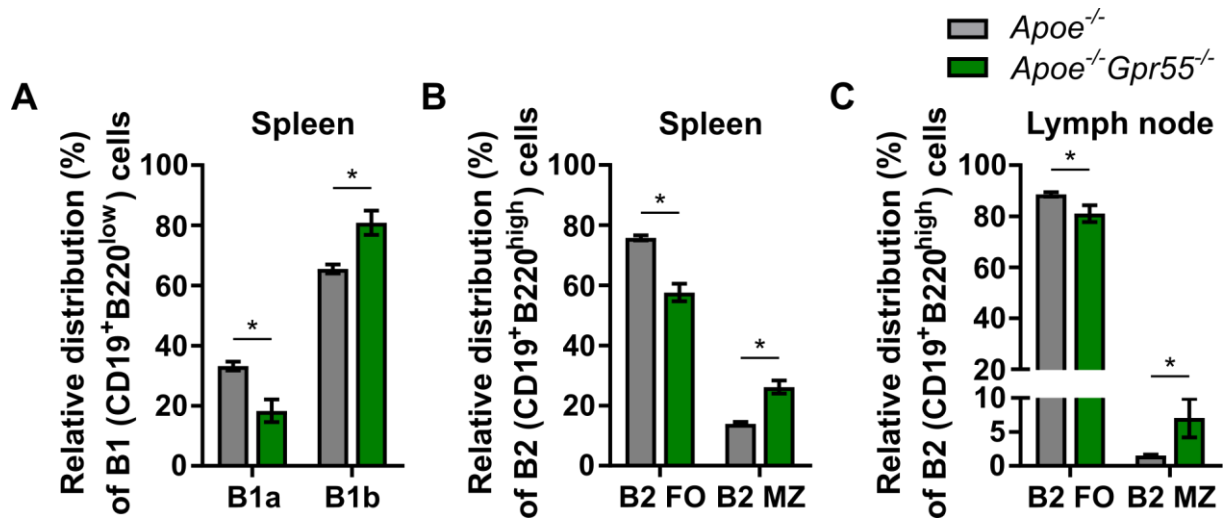 Apoe-/-
Apoe-/-Gpr55-/-
A
Spleen
Relative distribution (%)
of B1 (CD19+B220low) cells
100
80
60
40
20
0
*
*
B1a
B1b
B
Spleen
Relative distribution (%)
of B2 (CD19+B220high) cells
100
80
60
40
20
0
*
*
B2 FO
B2 MZ
C
Lymph node
Relative distribution (%)
of B2 (CD19+B220high) cells
100
80
60
40
20
10
5
0
*
*
B2 FO
B2 MZ